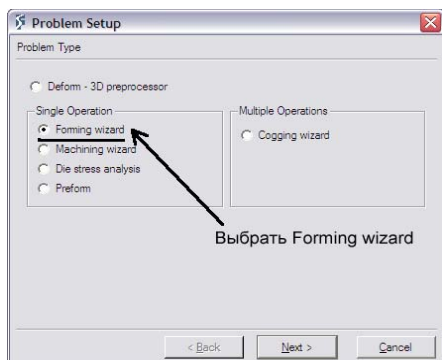 Problem Setup
Problem Type
Deform - 3D preprocessor
Single Operation
Forming wizard
Machining wizard
Die stress analysis
Preform
Multiple Operations
Cogging wizard
Выбрать Forming wizard
< Back
Next >
Cancel